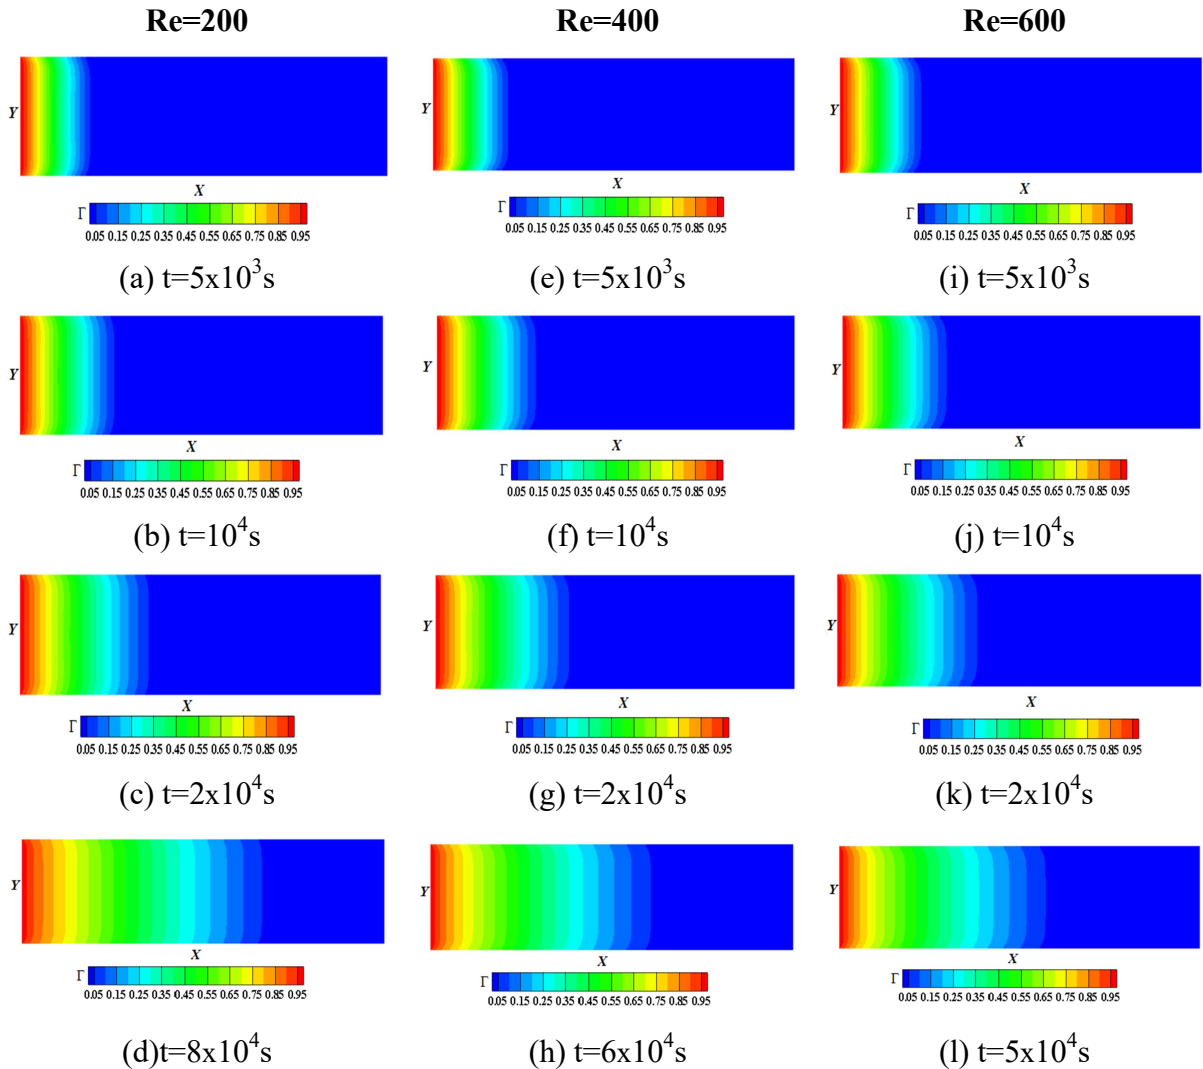 Re=200 Re=400 Re=600
Y Y Y
X X X
Γ Γ Γ
0.05 0.15 0.25 0.35 0.45 0.55 0.65 0.75 0.85 0.95 0.05 0.15 0.25 0.35 0.45 0.55 0.65 0.75 0.85 0.95 0.05 0.15 0.25 0.35 0.45 0.55 0.65 0.75 0.85 0.95
(a) t=5x10³s (e) t=5x10³s (i) t=5x10³s
Y Y Y
X X X
Γ Γ Γ
0.05 0.15 0.25 0.35 0.45 0.55 0.65 0.75 0.85 0.95 0.05 0.15 0.25 0.35 0.45 0.55 0.65 0.75 0.85 0.95 0.05 0.15 0.25 0.35 0.45 0.55 0.65 0.75 0.85 0.95
(b) t=10⁴s (f) t=10⁴s (j) t=10⁴s
Y Y Y
X X X
Γ Γ Γ
0.05 0.15 0.25 0.35 0.45 0.55 0.65 0.75 0.85 0.95 0.05 0.15 0.25 0.35 0.45 0.55 0.65 0.75 0.85 0.95 0.05 0.15 0.25 0.35 0.45 0.55 0.65 0.75 0.85 0.95
(c) t=2x10⁴s (g) t=2x10⁴s (k) t=2x10⁴s
Y Y Y
X X X
Γ Γ Γ
0.05 0.15 0.25 0.35 0.45 0.55 0.65 0.75 0.85 0.95 0.05 0.15 0.25 0.35 0.45 0.55 0.65 0.75 0.85 0.95 0.05 0.15 0.25 0.35 0.45 0.55 0.65 0.75 0.85 0.95
(d)t=8x10⁴s (h) t=6x10⁴s (l) t=5x10⁴s